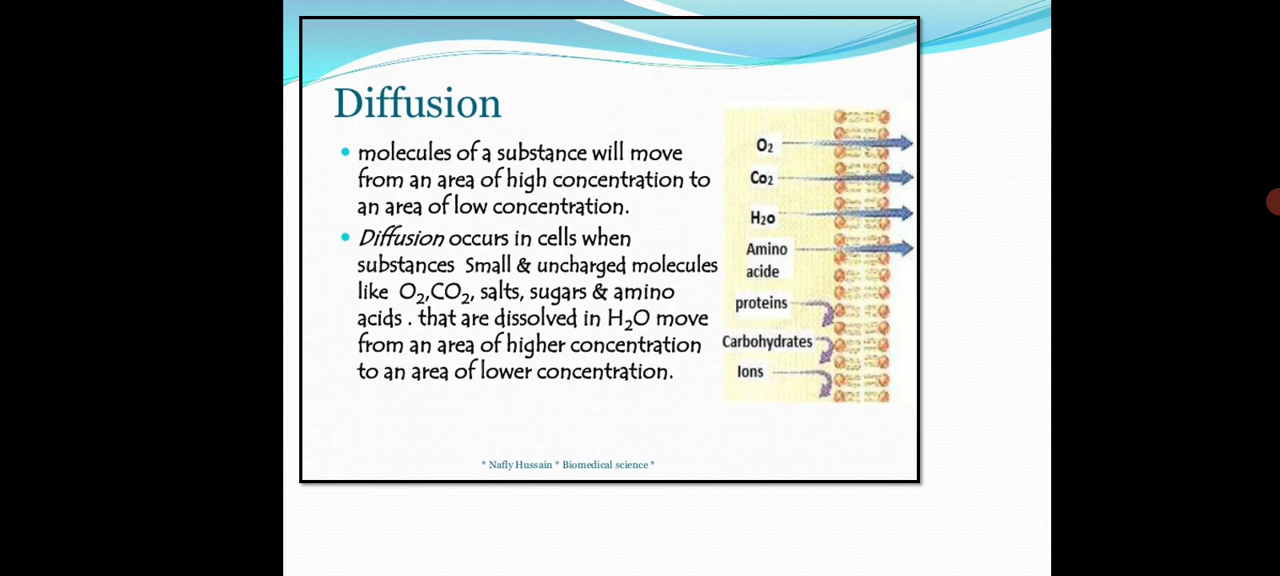 Diffusion
• molecules of a substance will move
from an area of high concentration to
an area of low concentration.
• Diffusion occurs in cells when
substances Small & uncharged molecules
like O₂,CO₂, salts, sugars & amino
acids . that are dissolved in H₂O move
from an area of higher concentration
to an area of lower concentration.
O₂
Co₂
H₂o
Amino
acide
proteins
Carbohydrates
Ions
* Nafly Hussain * Biomedical science *